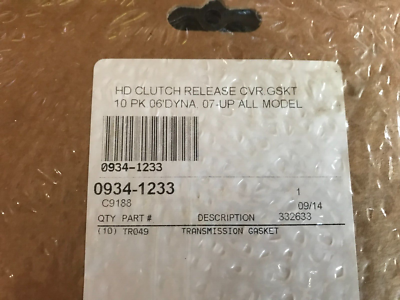 HD CLUTCH RELEASE CVR GSKT
10 PK 06'DYNA. 07-UP ALL MODEL
0934-1233
0934-1233 1
C9188 09/14
QTY PART # DESCRIPTION 332633
(10) TR049 TRANSMISSION GASKET